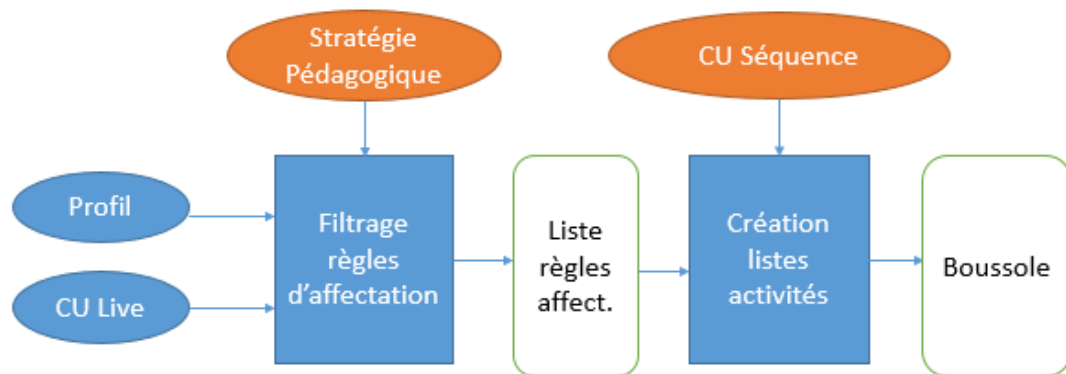 Stratégie
Pédagogique
CU Séquence
Profil
CU Live
Filtrage
règles
d'affectation
Liste
règles
affect.
Création
listes
activités
Boussole